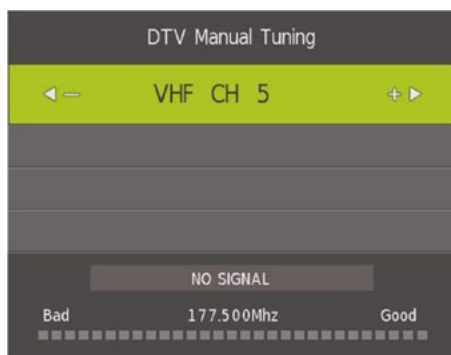 DTV Manual Tuning
− VHF CH 5 +
NO SIGNAL
Bad 177.500Mhz Good